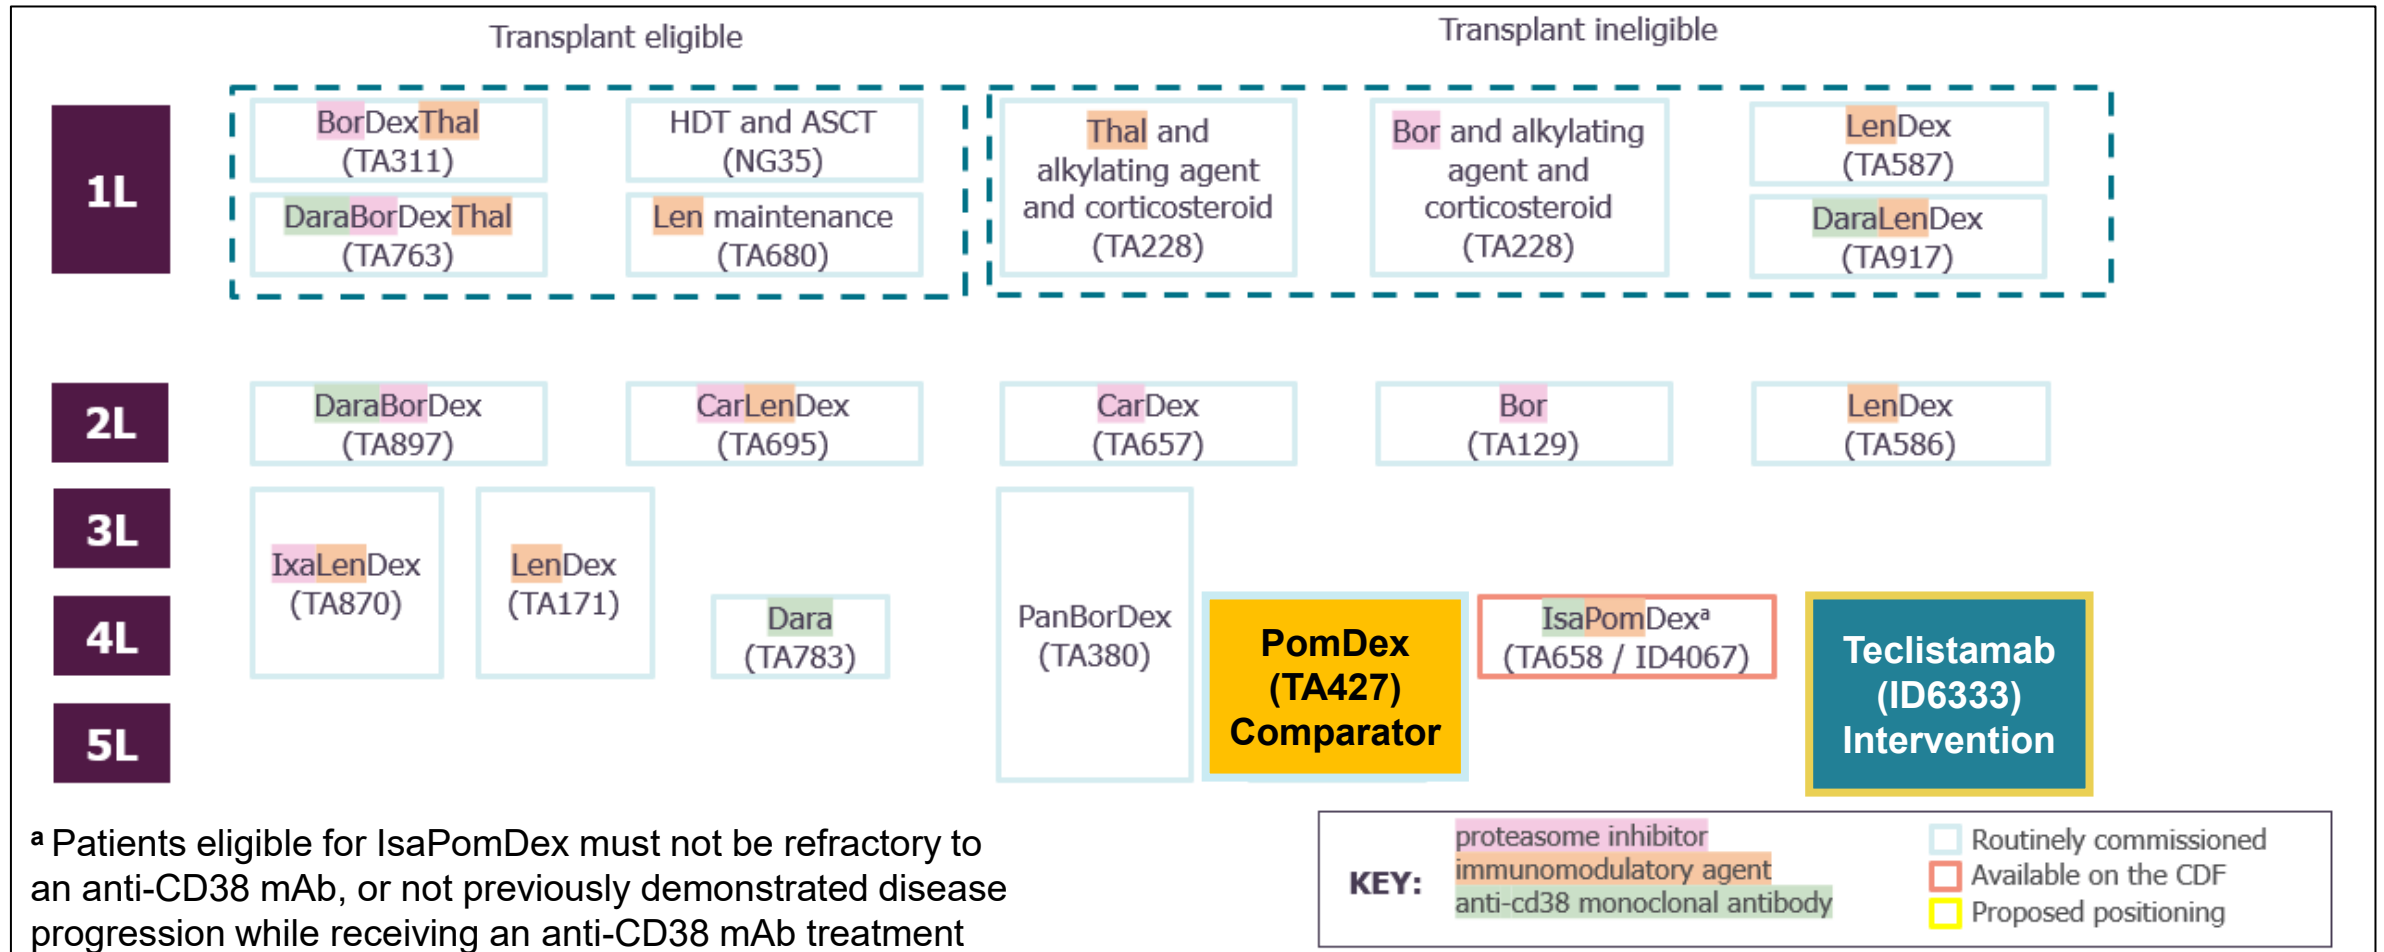 Transplant eligible
Transplant ineligible
1L
BorDexThal
(TA311)
HDT and ASCT
(NG35)
DaraBorDexThal
(TA763)
Len maintenance
(TA680)
Thal and
alkylating agent
and corticosteroid
(TA228)
Bor and alkylating
agent and
corticosteroid
(TA228)
LenDex
(TA587)
DaraLenDex
(TA917)
2L
DaraBorDex
(TA897)
CarLenDex
(TA695)
CarDex
(TA657)
Bor
(TA129)
LenDex
(TA586)
3L
4L
5L
IxaLenDex
(TA870)
LenDex
(TA171)
Dara
(TA783)
PanBorDex
(TA380)
PomDex
(TA427)
Comparator
IsaPomDexᵃ
(TA658 / ID4067)
Teclistamab
(ID6333)
Intervention
ᵃ Patients eligible for IsaPomDex must not be refractory to
an anti-CD38 mAb, or not previously demonstrated disease
progression while receiving an anti-CD38 mAb treatment
KEY:
proteasome inhibitor
immunomodulatory agent
anti-cd38 monoclonal antibody
Routinely commissioned
Available on the CDF
Proposed positioning